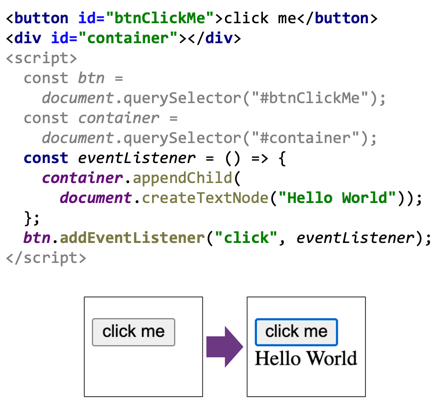 <button id="btnClickMe">click me</button>
<div id="container"></div>
<script>
  const btn =
    document.querySelector("#btnClickMe");
  const container =
    document.querySelector("#container");
  const eventListener = () => {
    container.appendChild(
      document.createTextNode("Hello World"));
  };
  btn.addEventListener("click", eventListener);
</script>
click me
click me
Hello World